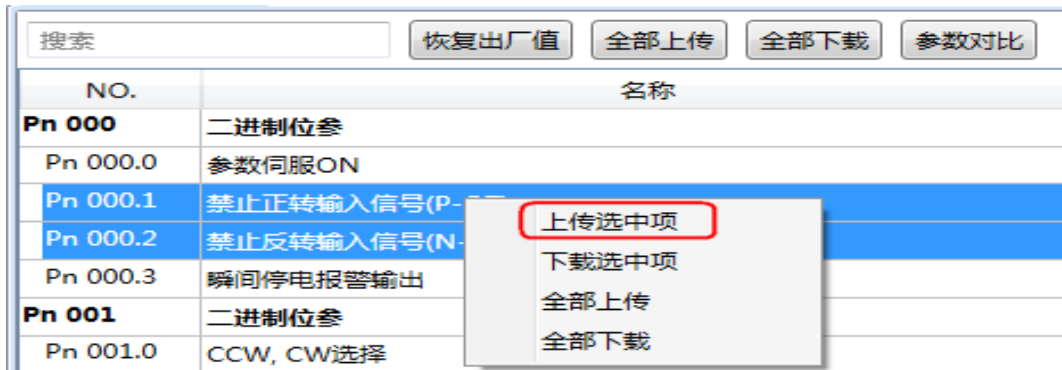 搜索 恢复出厂值 全部上传 全部下载 参数对比
NO. 名称
Pn 000 二进制位参
Pn 000.0 参数伺服ON
Pn 000.1 禁止正转输入信号(P-
Pn 000.2 禁止反转输入信号(N-
Pn 000.3 瞬间停电报警输出
Pn 001 二进制位参
Pn 001.0 CCW, CW选择
上传选中项
下载选中项
全部上传
全部下载